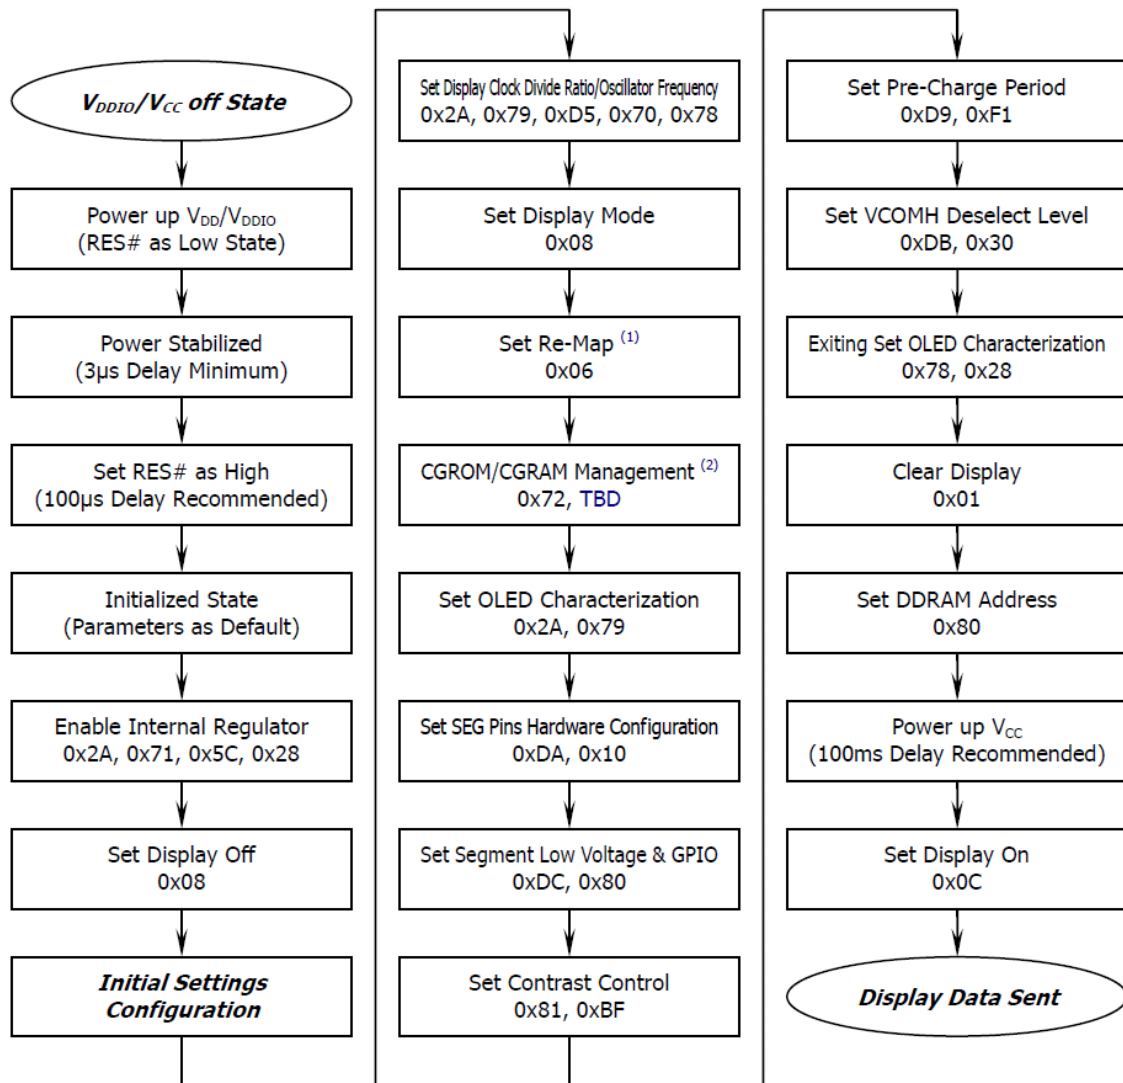 V_DDIO/V_CC off State
Power up V_DD/V_DDIO
(RES# as Low State)
Power Stabilized
(3µs Delay Minimum)
Set RES# as High
(100µs Delay Recommended)
Initialized State
(Parameters as Default)
Enable Internal Regulator
0x2A, 0x71, 0x5C, 0x28
Set Display Off
0x08
Initial Settings
Configuration
Set Display Clock Divide Ratio/Oscillator Frequency
0x2A, 0x79, 0xD5, 0x70, 0x78
Set Display Mode
0x08
Set Re-Map (1)
0x06
CGROM/CGRAM Management (2)
0x72, TBD
Set OLED Characterization
0x2A, 0x79
Set SEG Pins Hardware Configuration
0xDA, 0x10
Set Segment Low Voltage & GPIO
0xDC, 0x80
Set Contrast Control
0x81, 0xBF
Set Pre-Charge Period
0xD9, 0xF1
Set VCOMH Deselect Level
0xDB, 0x30
Exiting Set OLED Characterization
0x78, 0x28
Clear Display
0x01
Set DDRAM Address
0x80
Power up V_CC
(100ms Delay Recommended)
Set Display On
0x0C
Display Data Sent